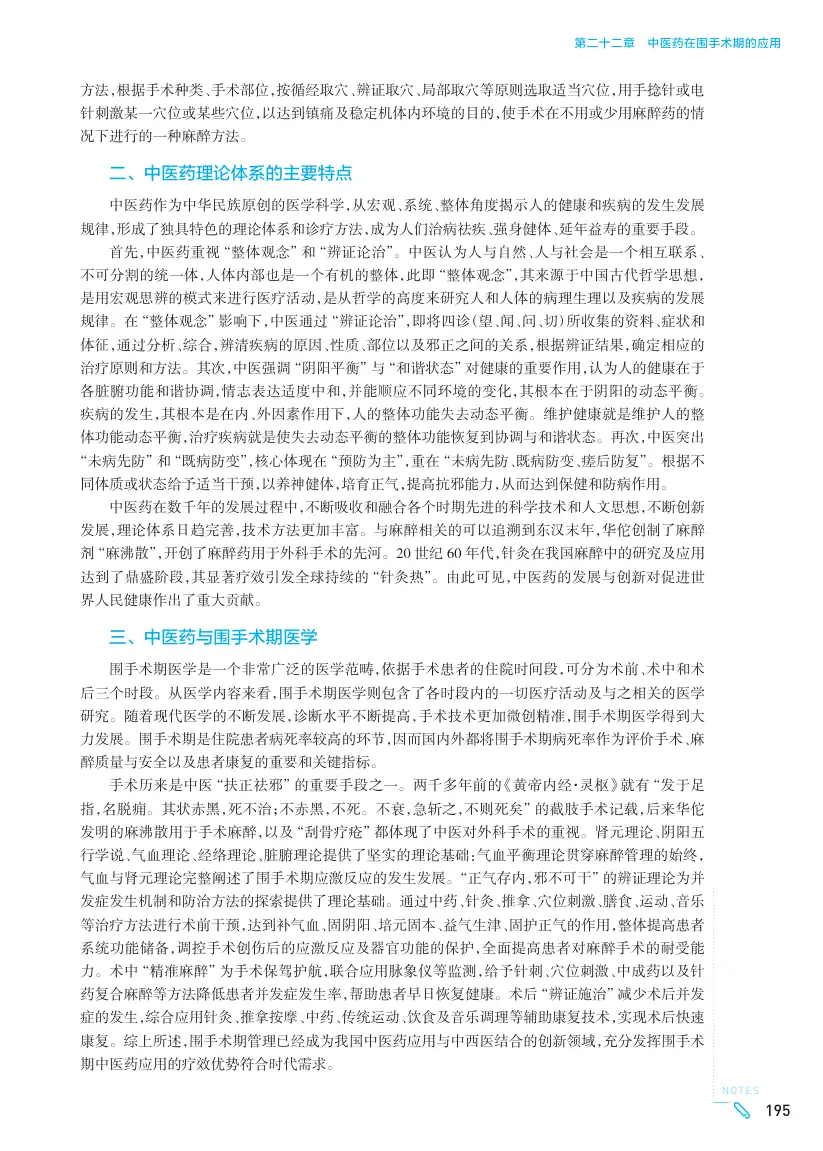 第二十二章 中医药在围手术期的应用
方法,根据手术种类、手术部位,按循经取穴、辨证取穴、局部取穴等原则选取适当穴位,用手捻针或电
针刺激某一穴位或某些穴位,以达到镇痛及稳定机体内环境的目的,使手术在不用或少用麻醉药的情
况下进行的一种麻醉方法。
二、中医药理论体系的主要特点
中医药作为中华民族原创的医学科学,从宏观、系统、整体角度揭示人的健康和疾病的发生发展
规律,形成了独具特色的理论体系和诊疗方法,成为人们治病祛疾、强身健体、延年益寿的重要手段。
首先,中医药重视“整体观念”和“辨证论治”。中医认为人与自然、人与社会是一个相互联系、
不可分割的统一体,人体内部也是一个有机的整体,此即“整体观念”,其来源于中国古代哲学思想,
是用宏观思辨的模式来进行医疗活动,是从哲学的高度来研究人和人体的病理生理以及疾病的发展
规律。在“整体观念”影响下,中医通过“辨证论治”,即将四诊(望、闻、问、切)所收集的资料、症状和
体征,通过分析、综合,辨清疾病的原因、性质、部位以及邪正之间的关系,根据辨证结果,确定相应的
治疗原则和方法。其次,中医强调“阴阳平衡”与“和谐状态”对健康的重要作用,认为人的健康在于
各脏腑功能和谐协调,情志表达适度中和,并能顺应不同环境的变化,其根本在于阴阳的动态平衡。
疾病的发生,其根本是在内、外因素作用下,人的整体功能失去动态平衡。维护健康就是维护人的整
体功能动态平衡,治疗疾病就是使失去动态平衡的整体功能恢复到协调与和谐状态。再次,中医突出
“未病先防”和“既病防变”,核心体现在“预防为主”,重在“未病先防、既病防变、瘥后防复”。根据不
同体质或状态给予适当干预,以养神健体,培育正气,提高抗邪能力,从而达到保健和防病作用。
中医药在数千年的发展过程中,不断吸收和融合各个时期先进的科学技术和人文思想,不断创新
发展,理论体系日趋完善,技术方法更加丰富。与麻醉相关的可以追溯到东汉末年,华佗创制了麻醉
剂“麻沸散”,开创了麻醉药用于外科手术的先河。20世纪60年代,针灸在我国麻醉中的研究及应用
达到了鼎盛阶段,其显著疗效引发全球持续的“针灸热”。由此可见,中医药的发展与创新对促进世
界人民健康作出了重大贡献。
三、中医药与围手术期医学
围手术期医学是一个非常广泛的医学范畴,依据手术患者的住院时间段,可分为术前、术中和术
后三个时段。从医学内容来看,围手术期医学则包含了各时段内的一切医疗活动及与之相关的医学
研究。随着现代医学的不断发展,诊断水平不断提高,手术技术更加微创精准,围手术期医学得到大
力发展。围手术期是住院患者病死率较高的环节,因而国内外都将围手术期病死率作为评价手术、麻
醉质量与安全以及患者康复的重要和关键指标。
手术历来是中医“扶正祛邪”的重要手段之一。两千多年前的《黄帝内经·灵枢》就有“发于足
指,名脱痈。其状赤黑,死不治;不赤黑,不死。不衰,急斩之,不则死矣”的截肢手术记载,后来华佗
发明的麻沸散用于手术麻醉,以及“刮骨疗疮”都体现了中医对外科手术的重视。肾元理论、阴阳五
行学说、气血理论、经络理论、脏腑理论提供了坚实的理论基础:气血平衡理论贯穿麻醉管理的始终,
气血与肾元理论完整阐述了围手术期应激反应的发生发展。“正气存内,邪不可干”的辨证理论为并
发症发生机制和防治方法的探索提供了理论基础。通过中药、针灸、推拿、穴位刺激、膳食、运动、音乐
等治疗方法进行术前干预,达到补气血、固阴阳、培元固本、益气生津、固护正气的作用,整体提高患者
系统功能储备,调控手术创伤后的应激反应及器官功能的保护,全面提高患者对麻醉手术的耐受能
力。术中“精准麻醉”为手术保驾护航,联合应用脉象仪等监测,给予针刺、穴位刺激、中成药以及针
药复合麻醉等方法降低患者并发症发生率,帮助患者早日恢复健康。术后“辨证施治”减少术后并发
症的发生,综合应用针灸、推拿按摩、中药、传统运动、饮食及音乐调理等辅助康复技术,实现术后快速
康复。综上所述,围手术期管理已经成为我国中医药应用与中西医结合的创新领域,充分发挥围手术
期中医药应用的疗效优势符合时代需求。
NOTES
195